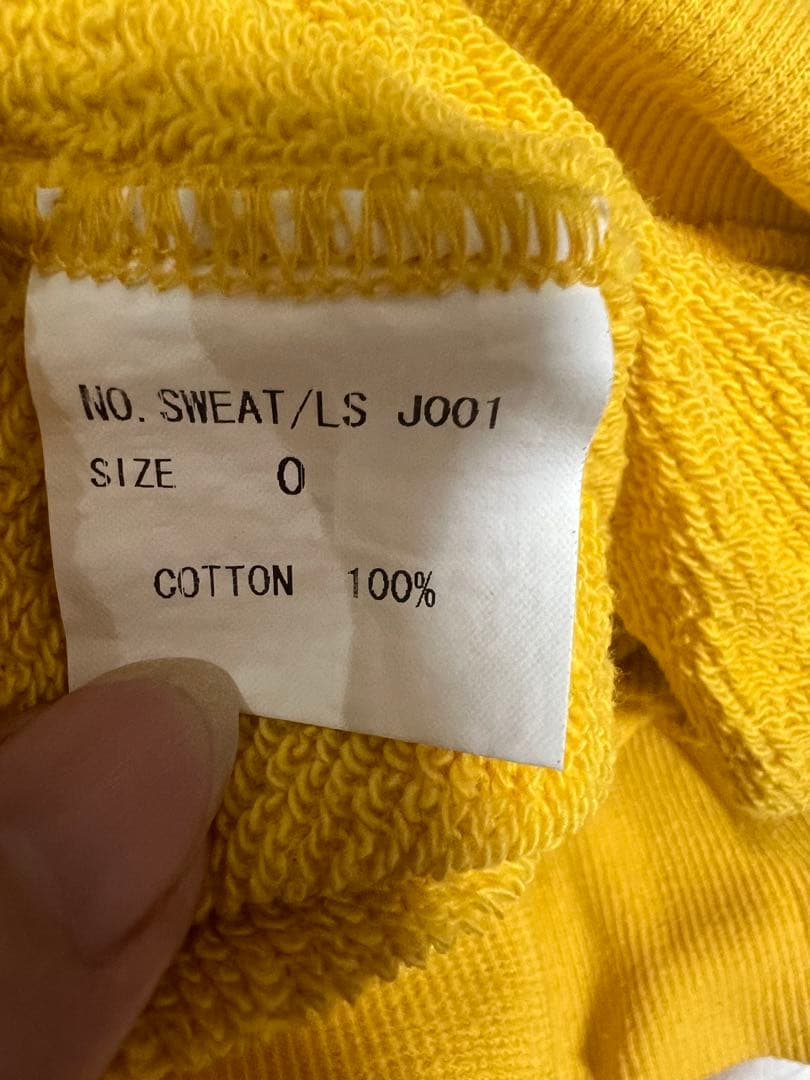 NO. SWEAT/LS J001
SIZE 0
COTTON 100%